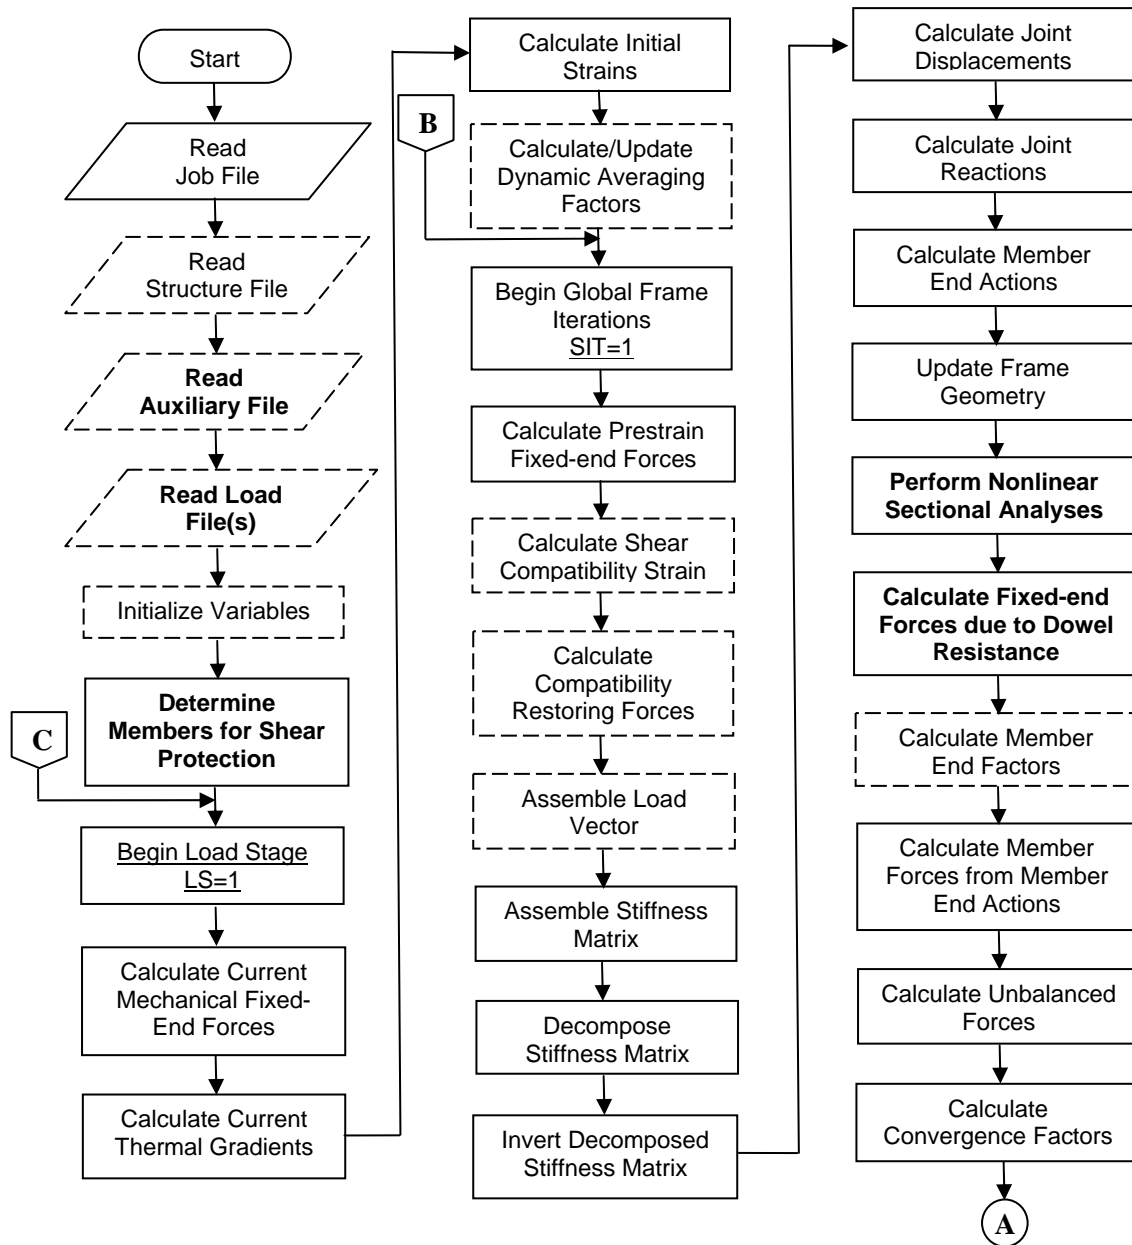 Start
Read
Job File
Read
Structure File
Read
Auxiliary File
Read Load
File(s)
Initialize Variables
Determine
Members for Shear
Protection
C
Begin Load Stage
LS=1
Calculate Current
Mechanical Fixed-
End Forces
Calculate Current
Thermal Gradients
Calculate Initial
Strains
B
Calculate/Update
Dynamic Averaging
Factors
Begin Global Frame
Iterations
SIT=1
Calculate Prestrain
Fixed-end Forces
Calculate Shear
Compatibility Strain
Calculate
Compatibility
Restoring Forces
Assemble Load
Vector
Assemble Stiffness
Matrix
Decompose
Stiffness Matrix
Invert Decomposed
Stiffness Matrix
Calculate Joint
Displacements
Calculate Joint
Reactions
Calculate Member
End Actions
Update Frame
Geometry
Perform Nonlinear
Sectional Analyses
Calculate Fixed-end
Forces due to Dowel
Resistance
Calculate Member
End Factors
Calculate Member
Forces from Member
End Actions
Calculate Unbalanced
Forces
Calculate
Convergence Factors
A